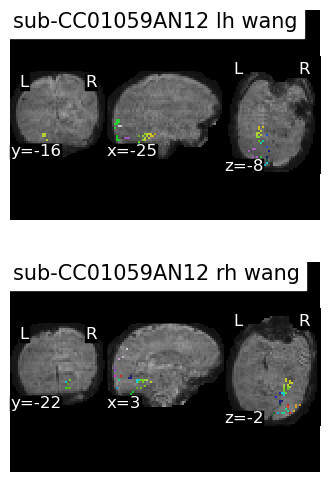 sub-CC01059AN12 lh wang
L R L R
y=-16 x=-25 z=-8
sub-CC01059AN12 rh wang
L R L R
y=-22 x=3 z=-2